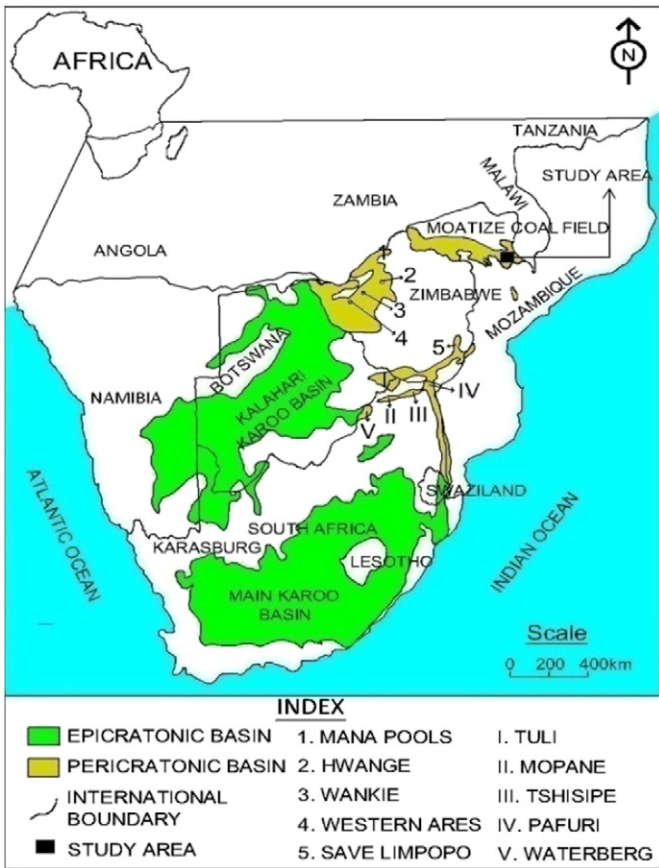 AFRICA
N
TANZANIA
MALAWI
STUDY AREA
ZAMBIA
MOATIZE COAL FIELD
ANGOLA
1
2
ZIMBABWE
3
MOZAMBIQUE
4
5
BOTSWANA
NAMIBIA
KALAHARI
KAROO BASIN
I
IV
II
III
V
SWAZILAND
ATLANTIC OCEAN
INDIAN OCEAN
SOUTH AFRICA
KARASBURG
LESOTHO
MAIN KAROO
BASIN
Scale
0 200 400km
INDEX
EPICRATONIC BASIN 1. MANA POOLS I. TULI
PERICRATONIC BASIN 2. HWANGE II. MOPANE
INTERNATIONAL
BOUNDARY 3. WANKIE III. TSHISIPE
4. WESTERN ARES IV. PAFURI
STUDY AREA 5. SAVE LIMPOPO V. WATERBERG